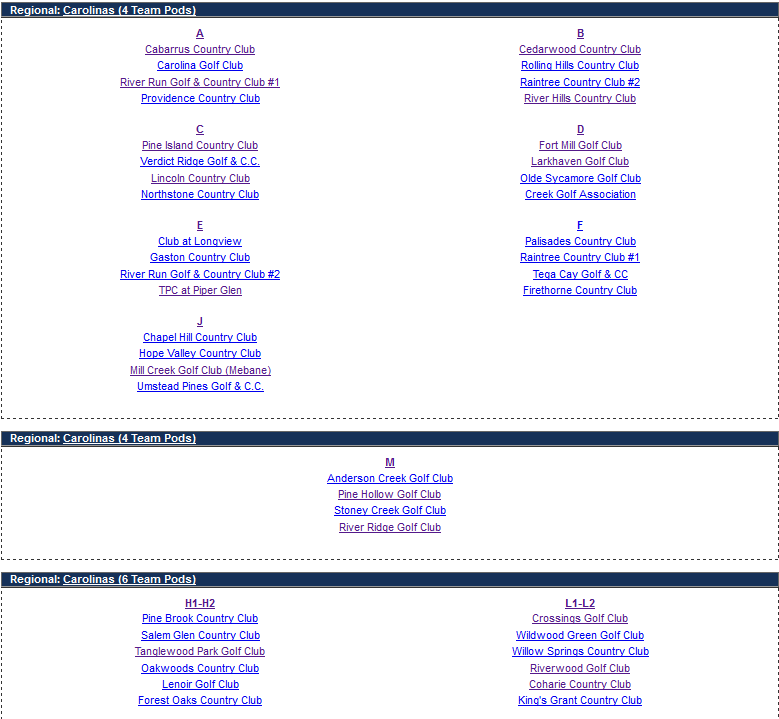 Regional: Carolinas (4 Team Pods)
A
Cabarrus Country Club
Carolina Golf Club
River Run Golf & Country Club #1
Providence Country Club
B
Cedarwood Country Club
Rolling Hills Country Club
Raintree Country Club #2
River Hills Country Club
C
Pine Island Country Club
Verdict Ridge Golf & C.C.
Lincoln Country Club
Northstone Country Club
D
Fort Mill Golf Club
Larkhaven Golf Club
Olde Sycamore Golf Club
Creek Golf Association
E
Club at Longview
Gaston Country Club
River Run Golf & Country Club #2
TPC at Piper Glen
F
Palisades Country Club
Raintree Country Club #1
Tega Cay Golf & CC
Firethorne Country Club
J
Chapel Hill Country Club
Hope Valley Country Club
Mill Creek Golf Club (Mebane)
Umstead Pines Golf & C.C.
Regional: Carolinas (4 Team Pods)
M
Anderson Creek Golf Club
Pine Hollow Golf Club
Stoney Creek Golf Club
River Ridge Golf Club
Regional: Carolinas (6 Team Pods)
H1-H2
Pine Brook Country Club
Salem Glen Country Club
Tanglewood Park Golf Club
Oakwoods Country Club
Lenoir Golf Club
Forest Oaks Country Club
L1-L2
Crossings Golf Club
Wildwood Green Golf Club
Willow Springs Country Club
Riverwood Golf Club
Coharie Country Club
King's Grant Country Club